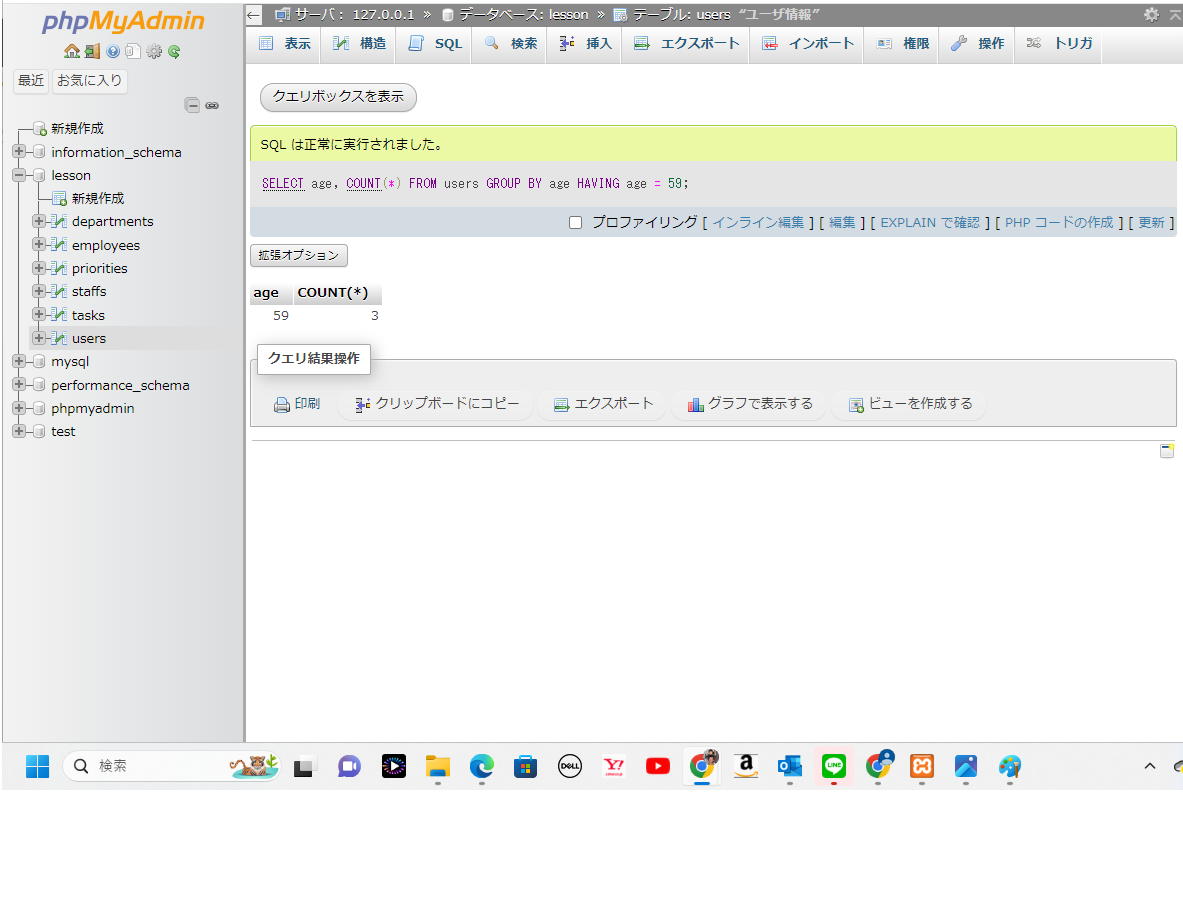 phpMyAdmin
最近 お気に入り
新規作成
information_schema
lesson
新規作成
departments
employees
priorities
staffs
tasks
users
mysql
performance_schema
phpmyadmin
test
サーバ: 127.0.0.1 » データベース: lesson » テーブル: users “ユーザ情報”
表示 構造 SQL 検索 挿入 エクスポート インポート 権限 操作 トリガ
クエリボックスを表示
SQL は正常に実行されました。
SELECT age, COUNT(*) FROM users GROUP BY age HAVING age = 59;
プロファイリング [ インライン編集 ] [ 編集 ] [ EXPLAIN で確認 ] [ PHP コードの作成 ] [ 更新 ]
拡張オプション
age COUNT(*)
59 3
クエリ結果操作
印刷 クリップボードにコピー エクスポート グラフで表示する ビューを作成する
検索 DELL Y! a LINE